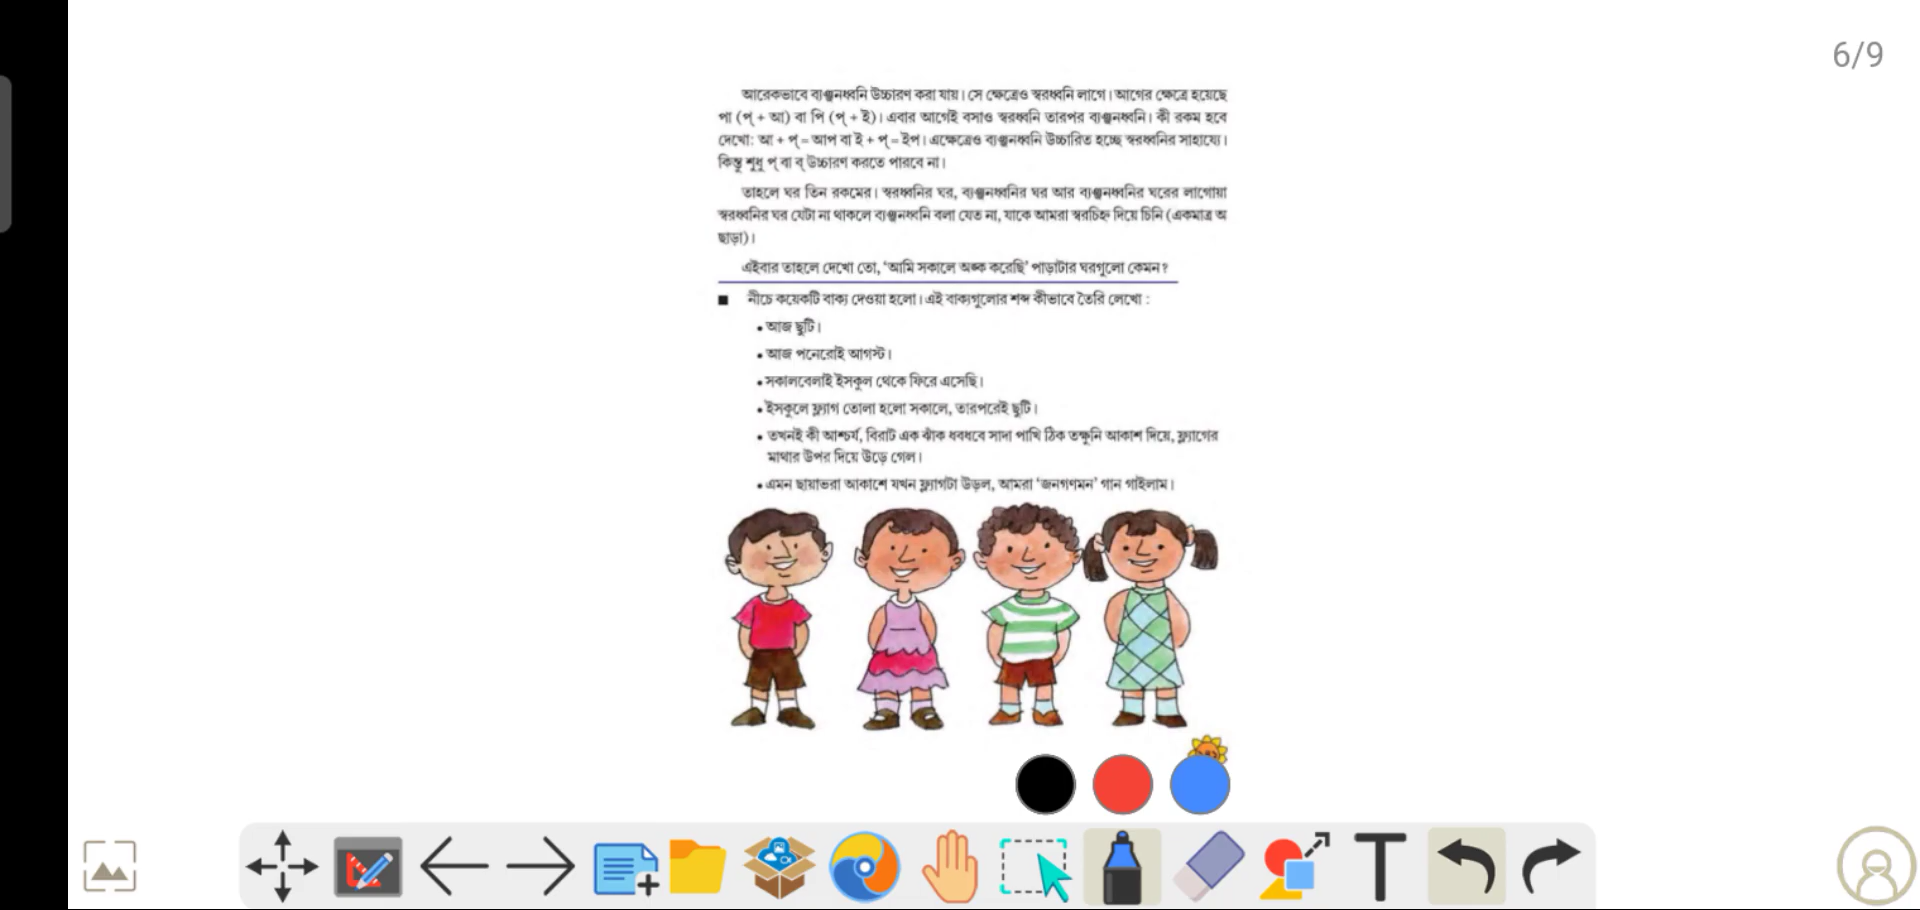 6/9
আরেকভাবে ব্যঞ্জনধ্বনি উচ্চারণ করা যায়। সে ক্ষেত্রেও স্বরধ্বনি লাগে। আগের ক্ষেত্রে হয়েছে
পা (প্ + আ) বা পি (প্ + ই)। এবার আগেই বসাও স্বরধ্বনি তারপর ব্যঞ্জনধ্বনি। কী রকম হবে
দেখো: আ + প্ = আপ বা ই + প্ = ইপ। এক্ষেত্রেও ব্যঞ্জনধ্বনি উচ্চারিত হচ্ছে স্বরধ্বনির সাহায্যে।
কিন্তু শুধু প্ বা ব্ উচ্চারণ করতে পারবে না।
তাহলে ঘর তিন রকমের। স্বরধ্বনির ঘর, ব্যঞ্জনধ্বনির ঘর আর ব্যঞ্জনধ্বনির ঘরের লাগোয়া
স্বরধ্বনির ঘর যেটা না থাকলে ব্যঞ্জনধ্বনি বলা যেত না, যাকে আমরা স্বরচিহ্ন দিয়ে চিনি (একমাত্র অ
ছাড়া)।
এইবার তাহলে দেখো তো, ‘আমি সকালে অঙ্ক করেছি’ পাড়াটার ঘরগুলো কেমন?
■ নীচে কয়েকটি বাক্য দেওয়া হলো। এই বাক্যগুলোর শব্দ কীভাবে তৈরি লেখো :
• আজ ছুটি।
• আজ পনেরোই আগস্ট।
• সকালবেলাই ইসকুল থেকে ফিরে এসেছি।
• ইসকুলে ফ্ল্যাগ তোলা হলো সকালে, তারপরেই ছুটি।
• তখনই কী আশ্চর্য, বিরাট এক ঝাঁক ধবধবে সাদা পাখি ঠিক তক্ষুনি আকাশ দিয়ে, ফ্ল্যাগের
মাথার উপর দিয়ে উড়ে গেল।
• এমন ছায়াভরা আকাশে যখন ফ্ল্যাগটা উড়ল, আমরা ‘জনগণমন’ গান গাইলাম।